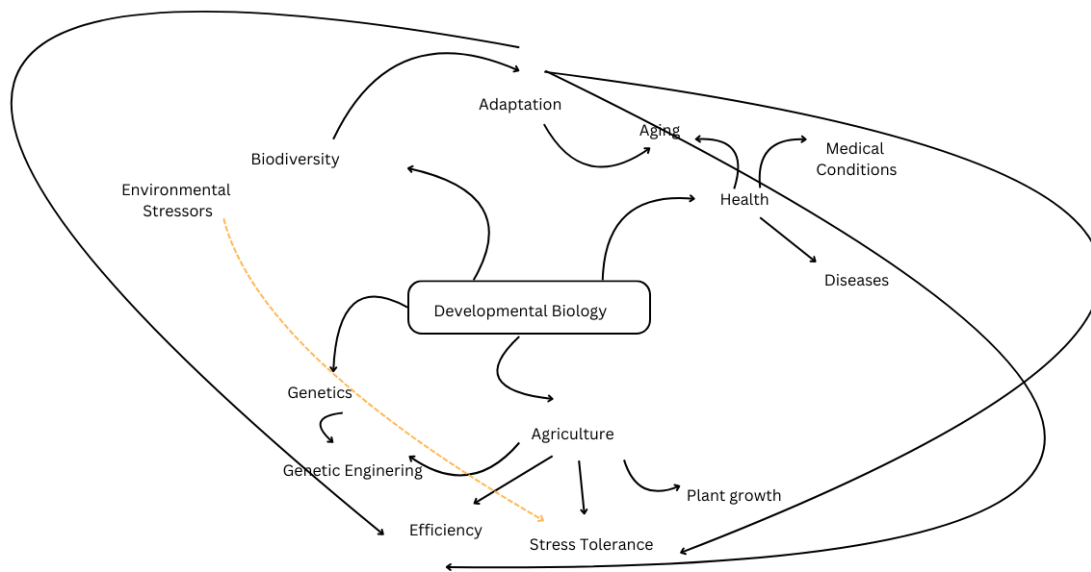 Adaptation
Aging
Medical
Conditions
Biodiversity
Environmental
Stressors
Health
Diseases
Developmental Biology
Genetics
Agriculture
Genetic Enginering
Plant growth
Efficiency
Stress Tolerance